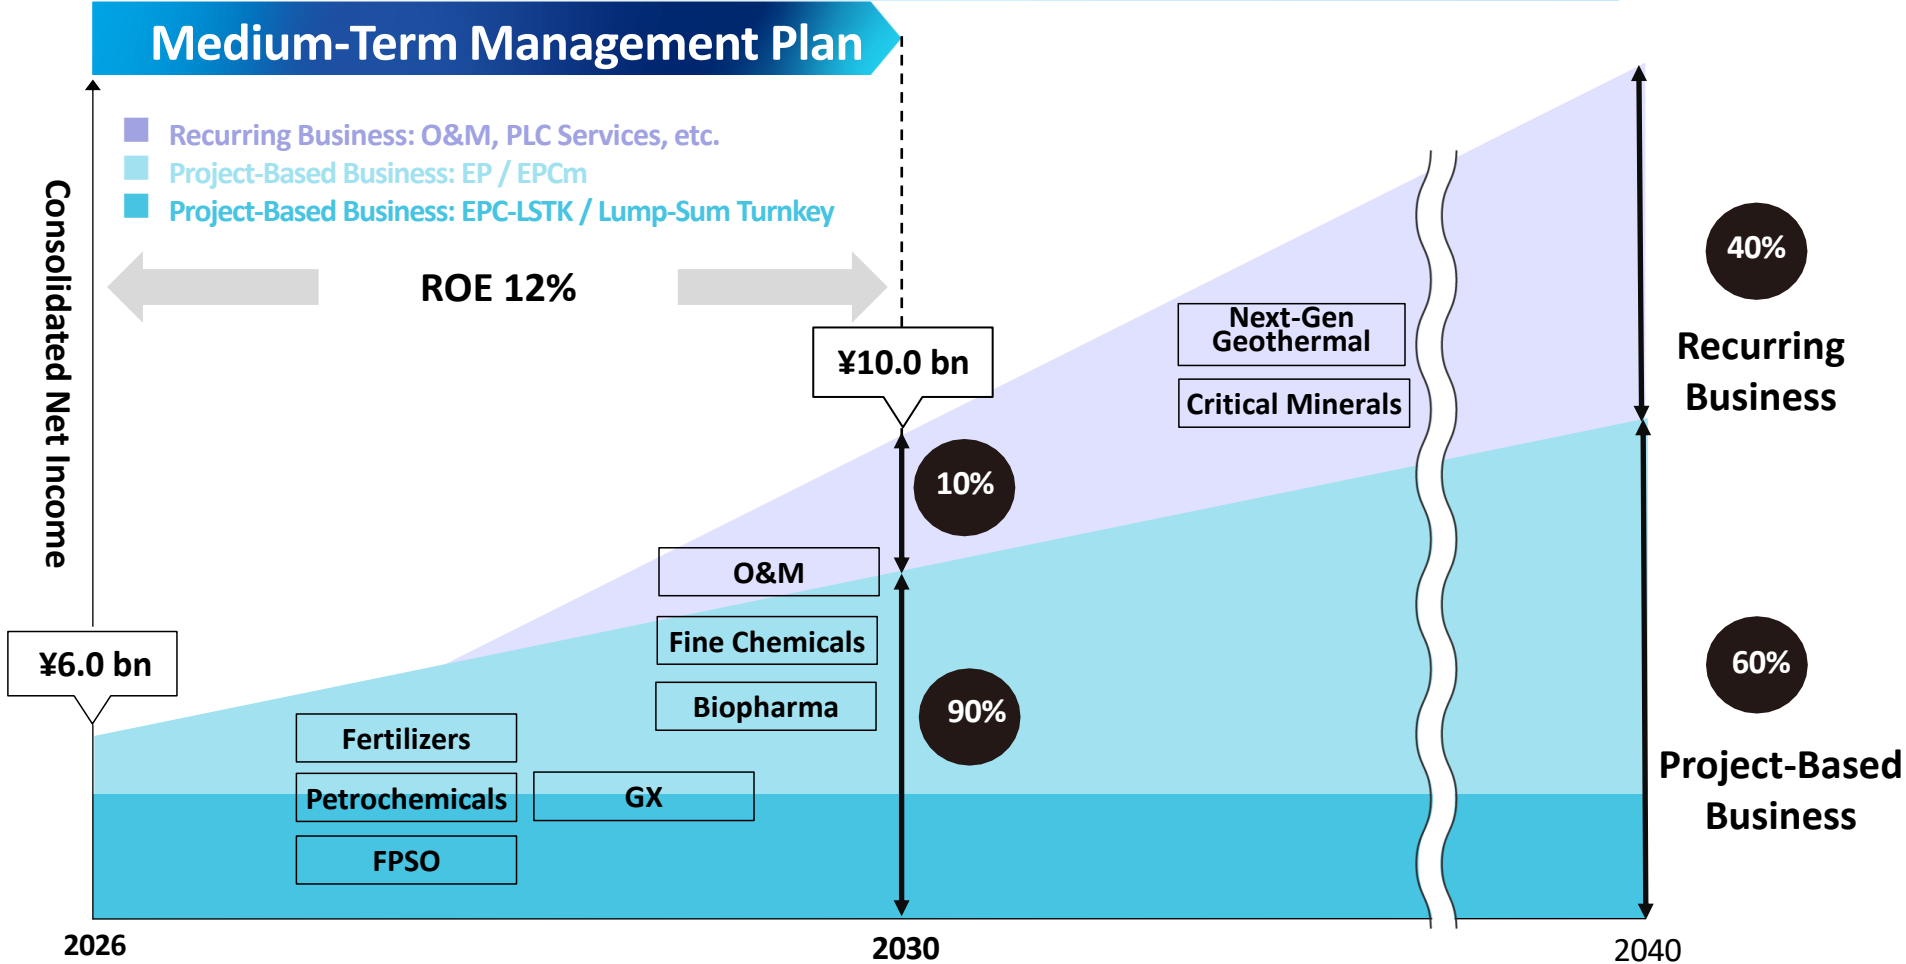 Medium-Term Management Plan
Recurring Business: O&M, PLC Services, etc.
Project-Based Business: EP / EPCm
Project-Based Business: EPC-LSTK / Lump-Sum Turnkey
Consolidated Net Income
ROE 12%
¥10.0 bn
Next-Gen
Geothermal
Critical Minerals
40%
Recurring
Business
10%
O&M
Fine Chemicals
Biopharma
90%
¥6.0 bn
Fertilizers
Petrochemicals
GX
FPSO
60%
Project-Based
Business
2026
2030
2040